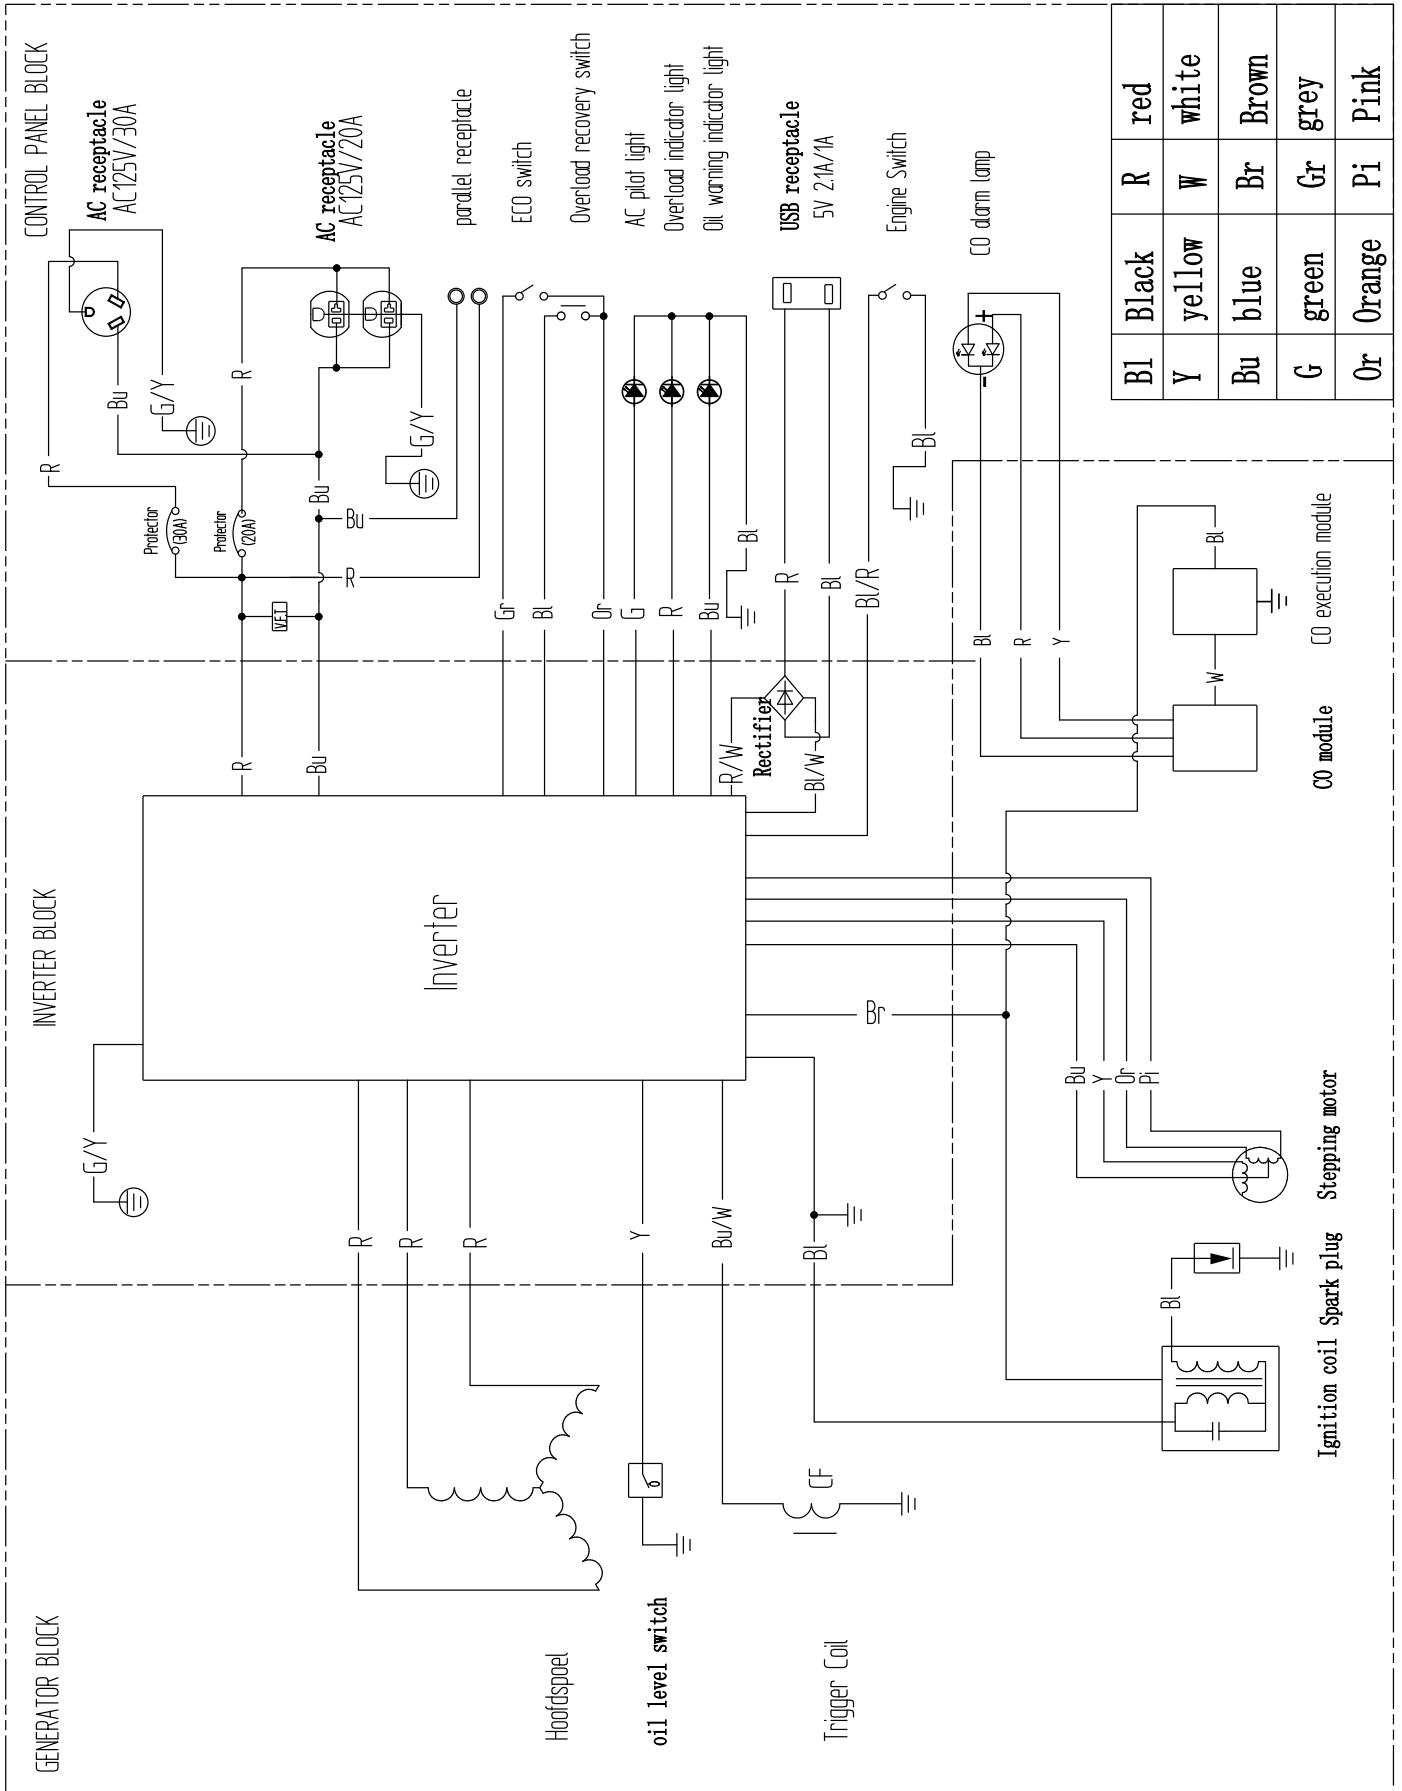 GENERATOR BLOCK
INVERTER BLOCK
CONTROL PANEL BLOCK
AC receptacle
AC125V/30A
AC receptacle
AC125V/20A
parallel receptacle
ECO switch
Overload recovery switch
AC pilot light
Overload indicator light
Oil warning indicator light
USB receptacle
5V 2.1A/1A
Engine Switch
CO alarm lamp
R
Bu
G/Y
R
Protector
(30A)
Protector
(20A)
Bu
Bu
G/Y
R
VFT
R
Bu
Gr
Bl
Or
G
R
Bu
Bl
R
Bl
Bl/R
Bl
+
-
Bl
R
Y
R/W
Rectifier
Bl/W
Inverter
G/Y
R
R
R
Y
Bu/W
Bl
Br
Bu
Y
Or
Pi
Bl
W
Bl
CF
Hoofdspoel
oil level switch
Trigger Coil
Ignition coil
Spark plug
Stepping motor
CO module
CO execution module
Bl Black R red
Y yellow W white
Bu blue Br Brown
G green Gr grey
Or Orange Pi Pink